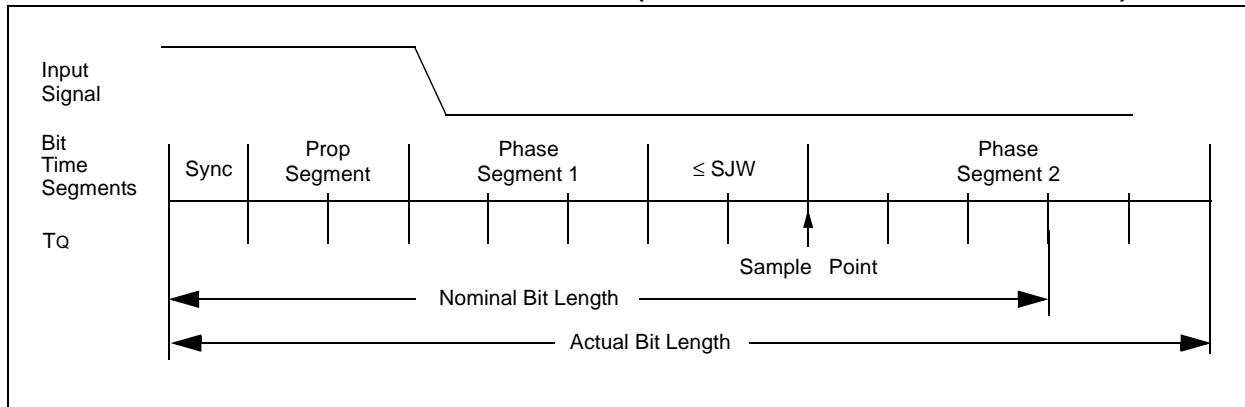 Input
Signal
Bit
Time
Segments
Sync
Prop
Segment
Phase
Segment 1
≤ SJW
Phase
Segment 2
TQ
Sample Point
Nominal Bit Length
Actual Bit Length